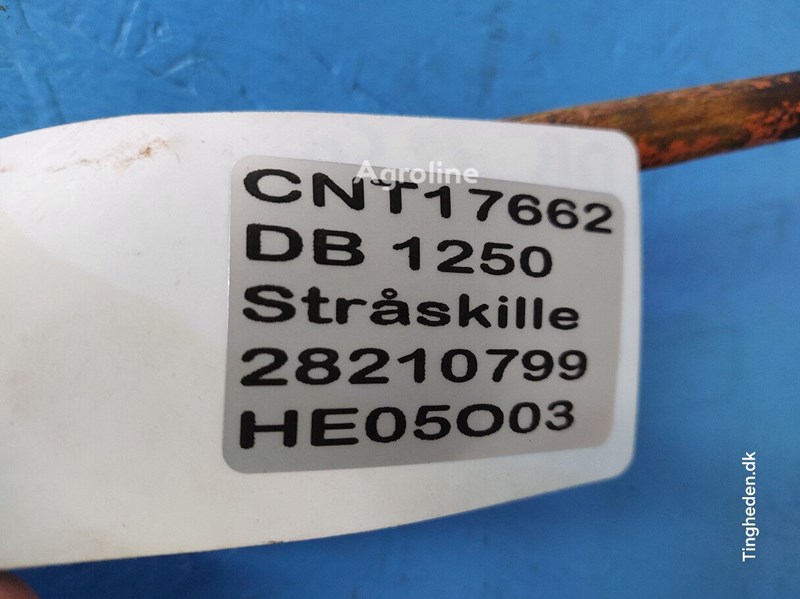 Agroline
CNT17662
DB 1250
Stråskille
28210799
HE05O03
Tingheden.dk